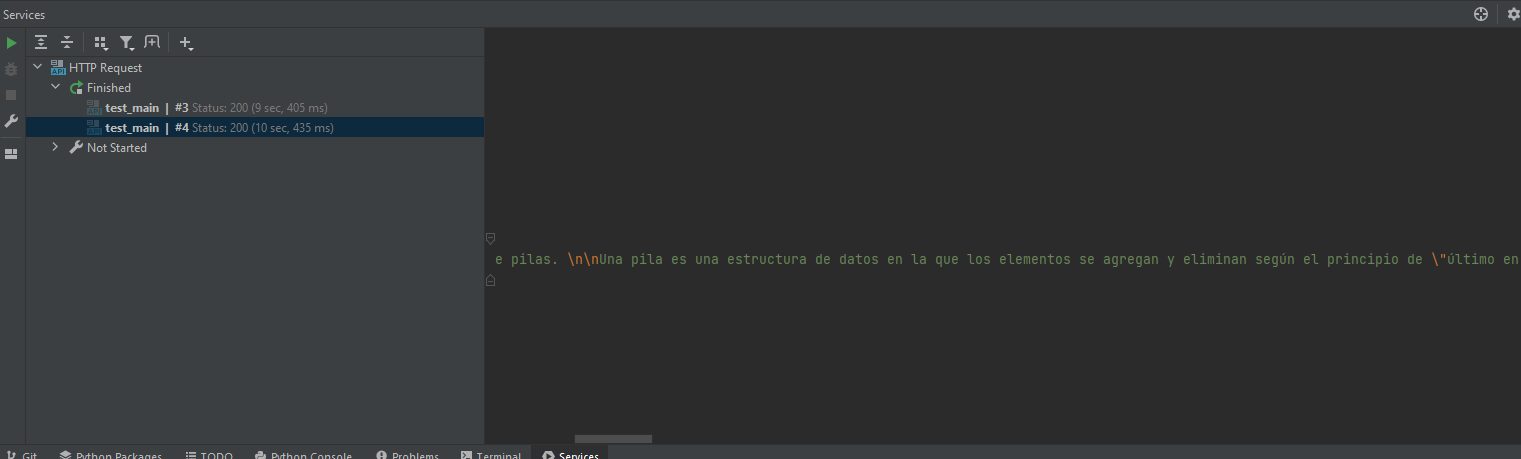 Services
HTTP Request
Finished
test_main | #3 Status: 200 (9 sec, 405 ms)
test_main | #4 Status: 200 (10 sec, 435 ms)
Not Started
e pilas. \n\nUna pila es una estructura de datos en la que los elementos se agregan y eliminan según el principio de \"último en
Git Python Packages TODO Python Console Problems Terminal Services